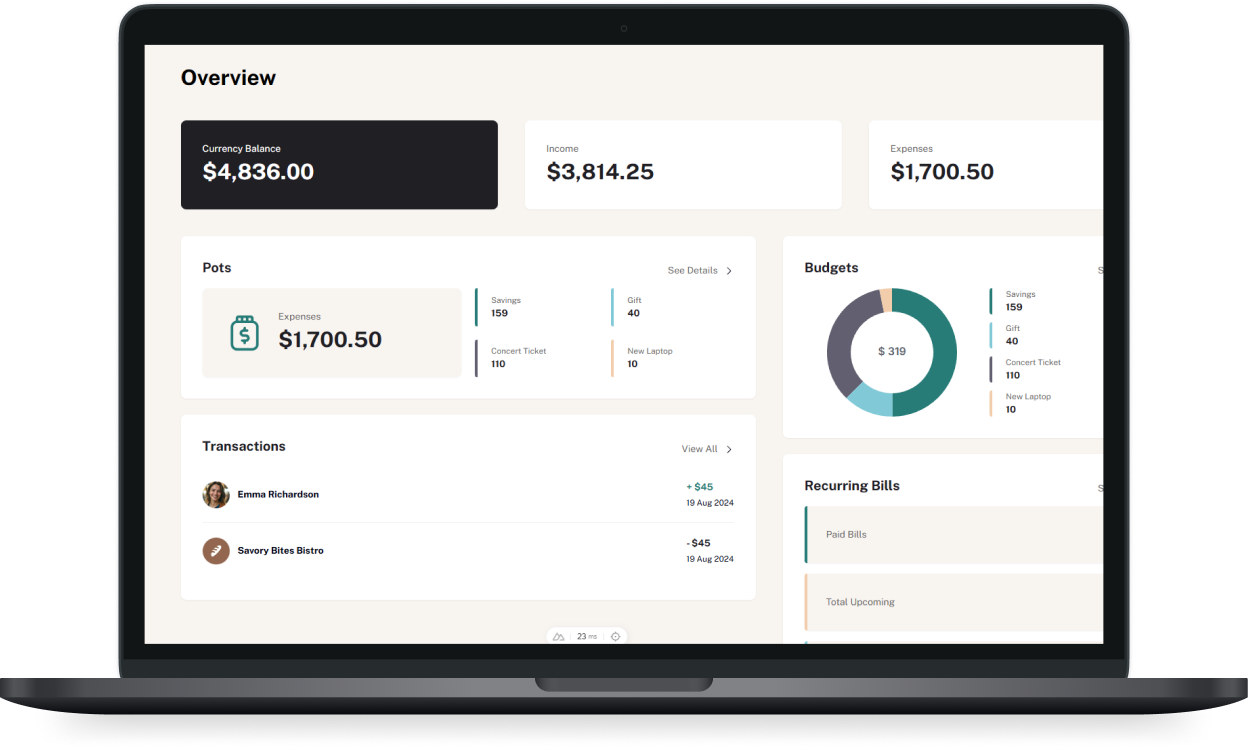 Overview
Currency Balance
$4,836.00
Income
$3,814.25
Expenses
$1,700.50
Pots
See Details
$
Expenses
$1,700.50
Savings
159
Gift
40
Concert Ticket
110
New Laptop
10
Budgets
S
$ 319
Savings
159
Gift
40
Concert Ticket
110
New Laptop
10
Transactions
View All
Emma Richardson
+ $45
19 Aug 2024
Savory Bites Bistro
- $45
19 Aug 2024
Recurring Bills
S
Paid Bills
Total Upcoming
23 ms